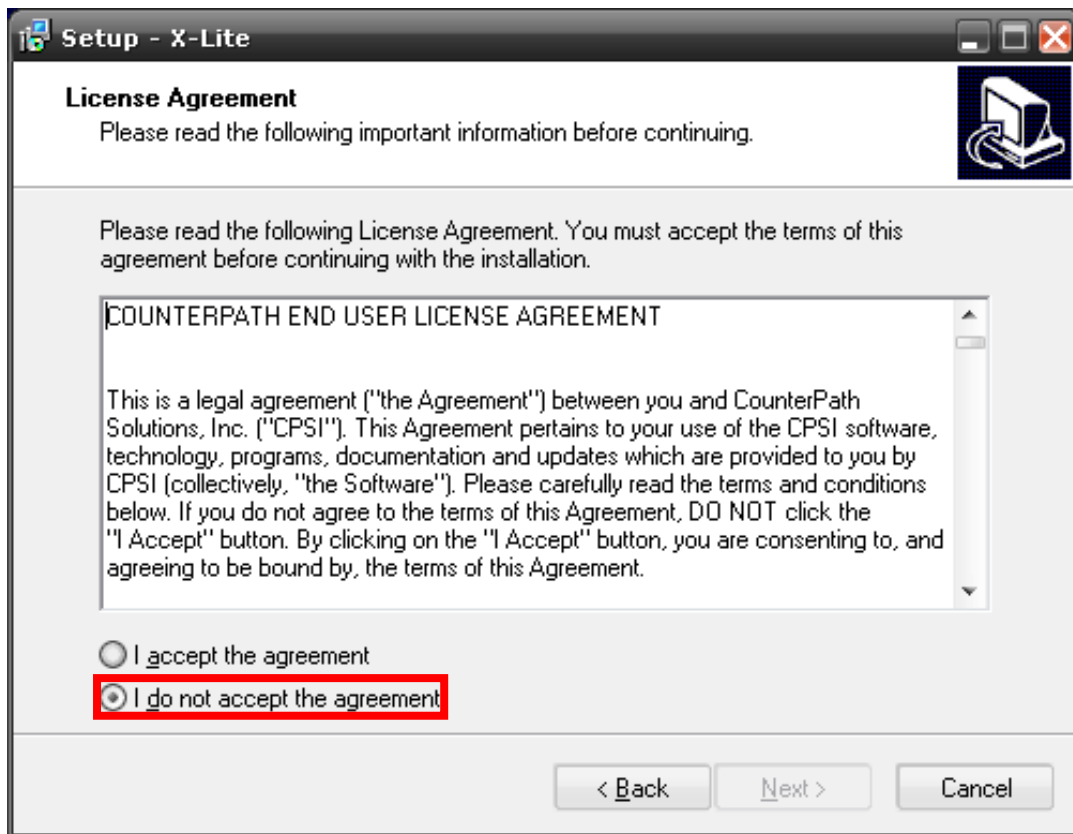 Setup - X-Lite
License Agreement
Please read the following important information before continuing.
Please read the following License Agreement. You must accept the terms of this
agreement before continuing with the installation.
COUNTERPATH END USER LICENSE AGREEMENT
This is a legal agreement ("the Agreement") between you and CounterPath
Solutions, Inc. ("CPSI"). This Agreement pertains to your use of the CPSI software,
technology, programs, documentation and updates which are provided to you by
CPSI (collectively, "the Software"). Please carefully read the terms and conditions
below. If you do not agree to the terms of this Agreement, DO NOT click the
"I Accept" button. By clicking on the "I Accept" button, you are consenting to, and
agreeing to be bound by, the terms of this Agreement.
I accept the agreement
I do not accept the agreement
< Back Next > Cancel